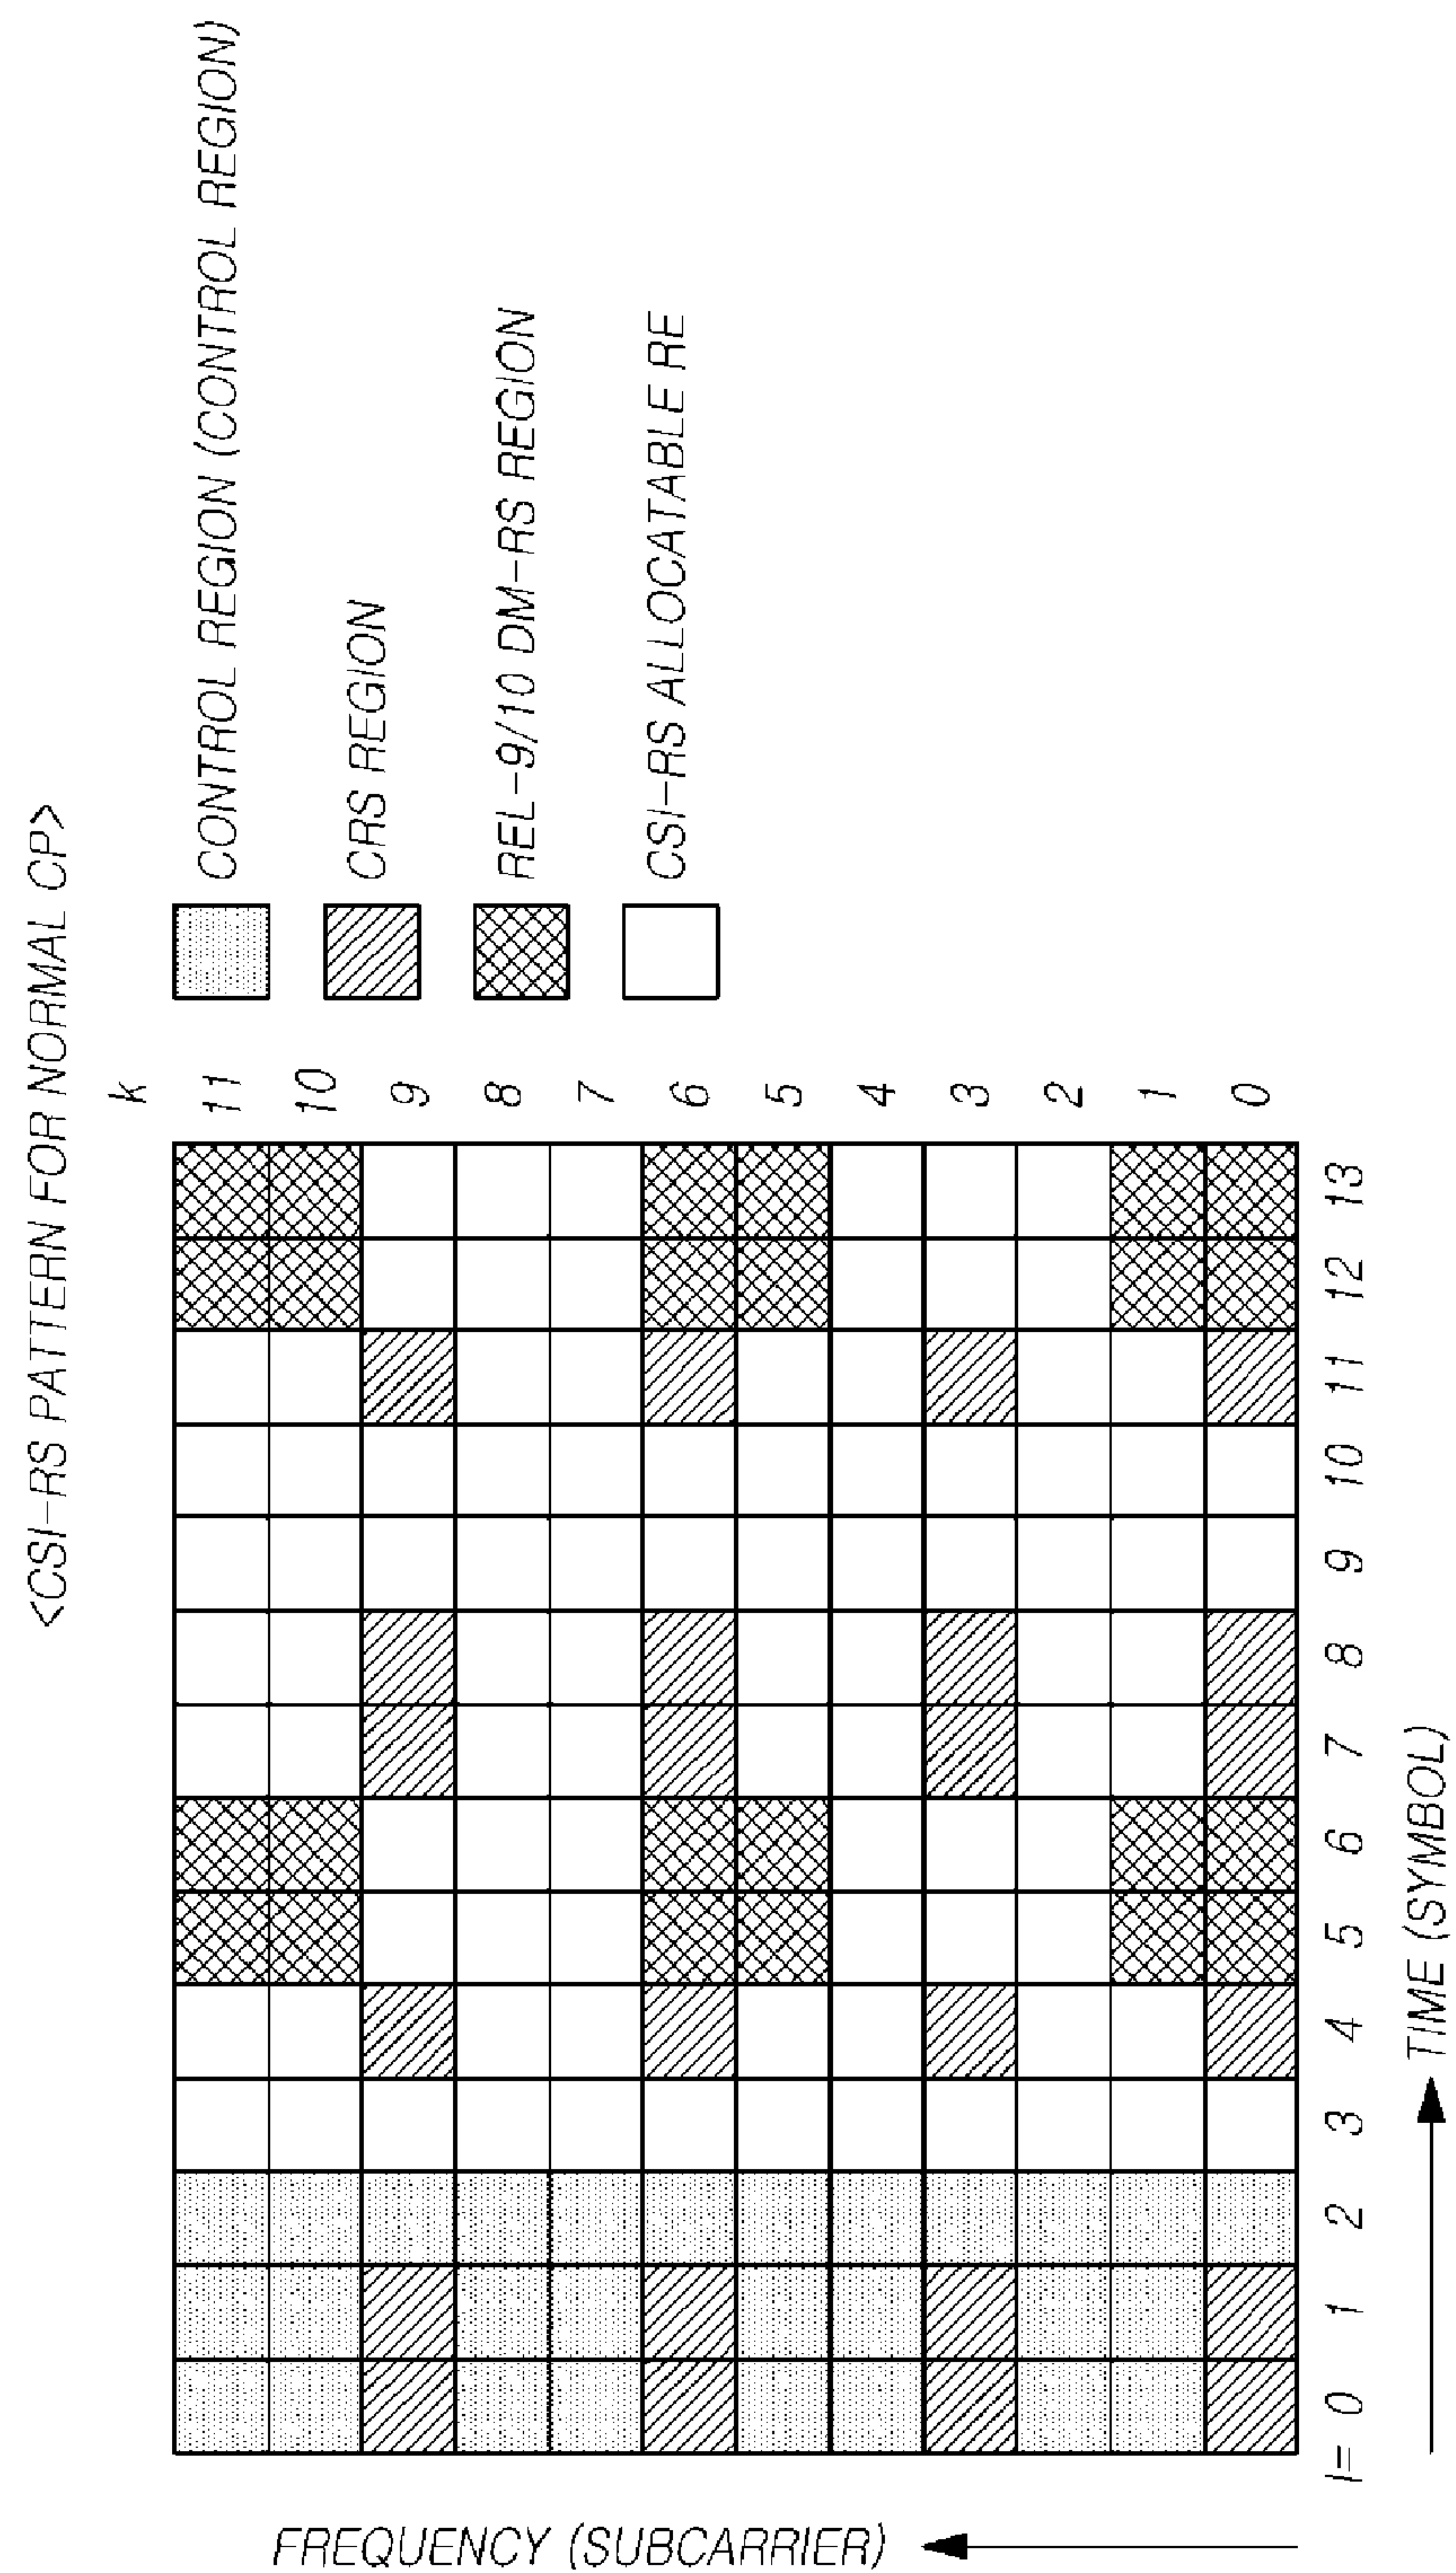 <CSI-RS PATTERN FOR NORMAL CP>
FREQUENCY (SUBCARRIER)
k
11
10
9
8
7
6
5
4
3
2
1
0
l= 0 1 2 3 4 5 6 7 8 9 10 11 12 13
TIME (SYMBOL)
CONTROL REGION (CONTROL REGION)
CRS REGION
REL-9/10 DM-RS REGION
CSI-RS ALLOCATABLE RE